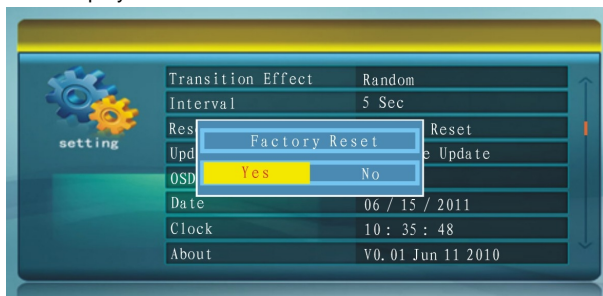 Transition Effect Random
Interval 5 Sec
Res Reset
setting
Factory Reset
Upd e Update
Yes No
OSD
Date 06 / 15 / 2011
Clock 10: 35: 48
About V0.01 Jun 11 2010